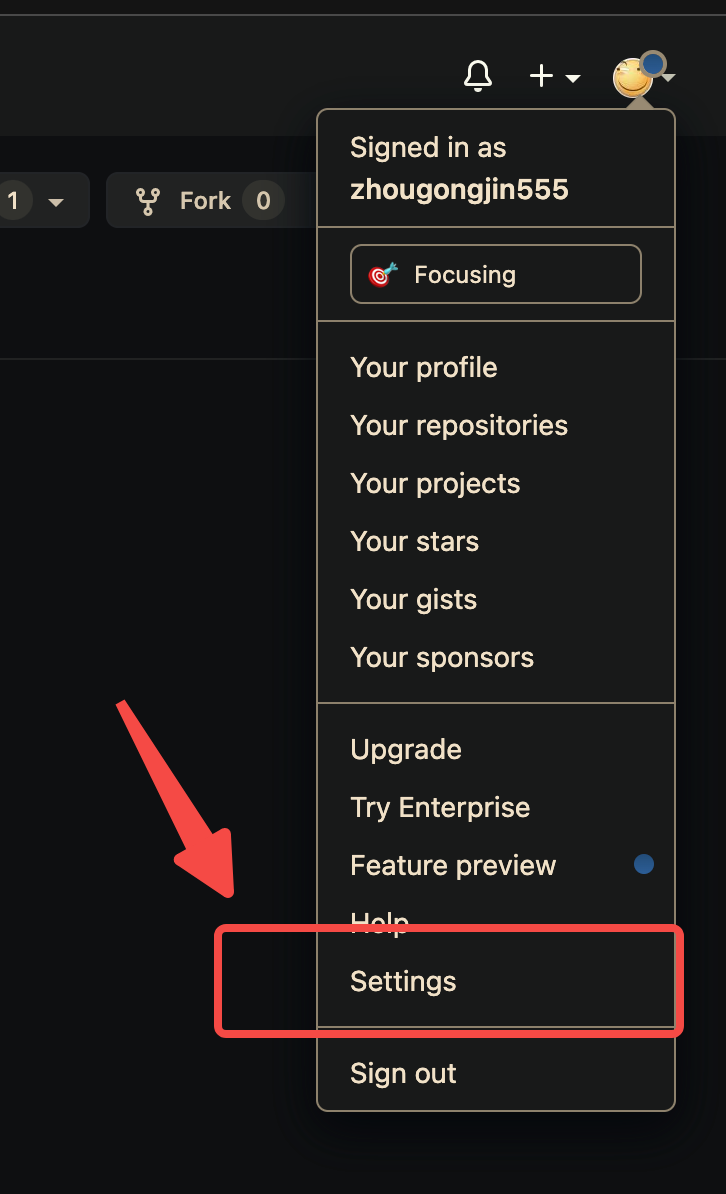 1
Fork 0
Signed in as
zhougongjin555
Focusing
Your profile
Your repositories
Your projects
Your stars
Your gists
Your sponsors
Upgrade
Try Enterprise
Feature preview
Help
Settings
Sign out